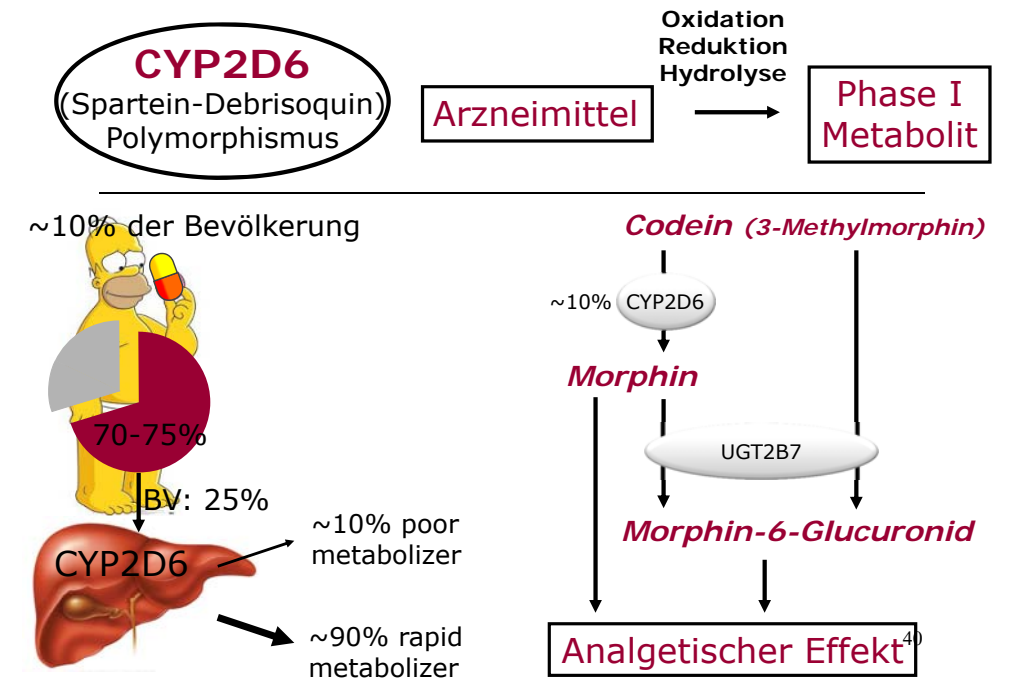 CYP2D6
(Spartein-Debrisoquin)
Polymorphismus
Arzneimittel
Oxidation
Reduktion
Hydrolyse
Phase I
Metabolit
~10% der Bevölkerung
70-75%
BV: 25%
CYP2D6
~10% poor
metabolizer
~90% rapid
metabolizer
Codein (3-Methylmorphin)
~10% CYP2D6
Morphin
UGT2B7
Morphin-6-Glucuronid
Analgetischer Effekt
40